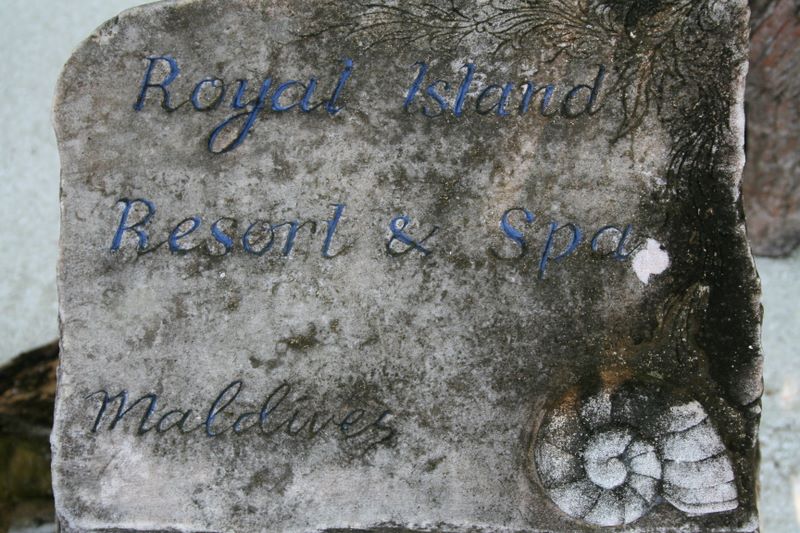 Royal Island
Resort & Spa
Maldives